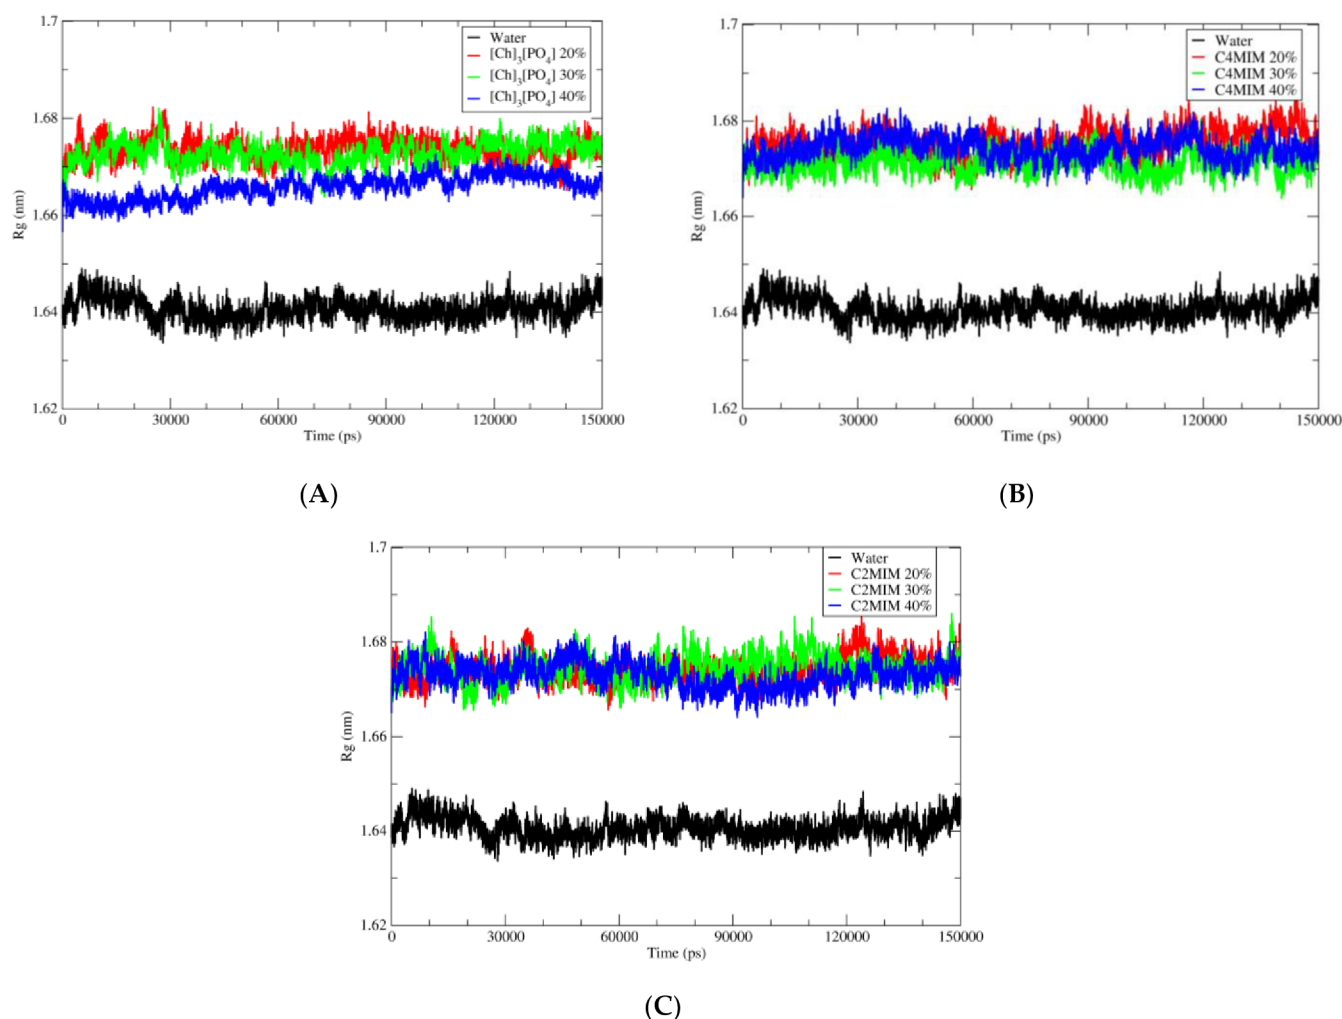 1.7
1.68
1.66
1.64
1.62
Rg (nm)
0
30000
60000
90000
120000
150000
Time (ps)
Water
[Ch]3[PO4] 20%
[Ch]3[PO4] 30%
[Ch]3[PO4] 40%
(A)
1.7
1.68
1.66
1.64
1.62
Rg (nm)
0
30000
60000
90000
120000
150000
Time (ps)
Water
C4MIM 20%
C4MIM 30%
C4MIM 40%
(B)
1.7
1.68
1.66
1.64
1.62
Rg (nm)
0
30000
60000
90000
120000
150000
Time (ps)
Water
C2MIM 20%
C2MIM 30%
C2MIM 40%
(C)